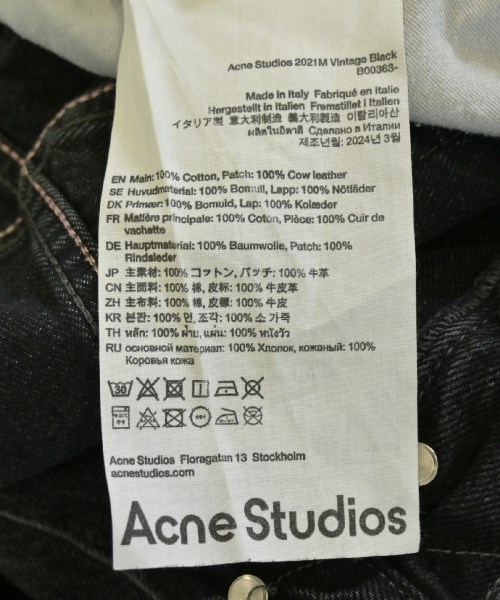 Acne Studios 2021M Vintage Black
B00363-
Made in Italy Fabriqué en Italie
Hergestellt in Italien Fremstillet i Italien
イタリア製 意大利制造 義大利製造 이탈리아산
ผลิตในอิตาลี Сделано в Италии
제조년월: 2024년 3월
EN Main: 100% Cotton, Patch: 100% Cow leather
SE Huvudmaterial: 100% Bomull, Lapp: 100% Nötläder
DK Primær: 100% Bomuld, Lap: 100% Kolæder
FR Matière principale: 100% Coton, Pièce: 100% Cuir de
vachette
DE Hauptmaterial: 100% Baumwolle, Patch: 100%
Rindsleder
JP 主素材: 100% コットン, パッチ: 100% 牛革
CN 主面料: 100% 棉, 皮标: 100% 牛皮革
ZH 主布料: 100% 棉, 皮標: 100% 牛皮
KR 본판: 100% 면, 조각: 100% 소 가죽
TH หลัก: 100% ฝ้าย, แผ่น: 100% หนังวัว
RU основной материал: 100% Хлопок, кожаный: 100%
Коровья кожа
30
Acne Studios Floragatan 13 Stockholm
acnestudios.com
Acne Studios